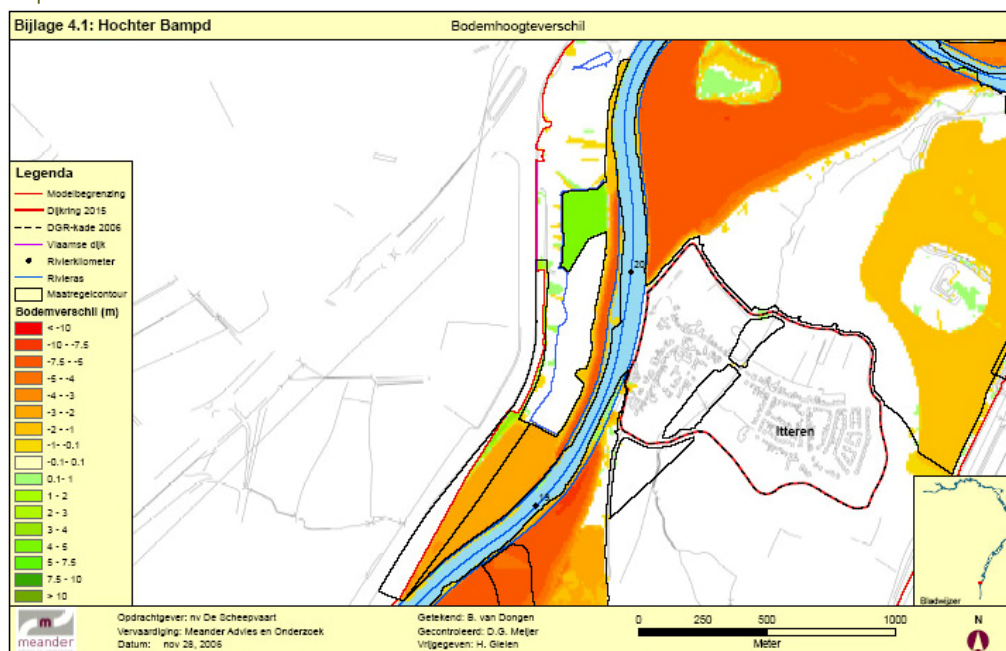 Bijlage 4.1: Hochter Bampd
Bodemhoogteverschil
Legenda
Modelbegrenzing
Dijkring 2015
DGR-kade 2006
Vlaamse dijk
Rivierkilometer
Rivieras
Maatregelcontour
Bodemverschil (m)
< -10
-10 - -7.5
-7.5 - -5
-5 - -4
-4 - -3
-3 - -2
-2 - -1
-1 - -0.1
-0.1 - 0.1
0.1 - 1
1 - 2
2 - 3
3 - 4
4 - 5
5 - 7.5
7.5 - 10
> 10
20
Itteren
Bladwijzer
m
meander
Opdrachtgever: nv De Scheepvaart
Vervaardiging: Meander Advies en Onderzoek
Datum: nov 28, 2006
Getekend: B. van Dongen
Gecontroleerd: D.G. Meijer
Vrijgegeven: H. Gielen
0 250 500 1000
Meter
N